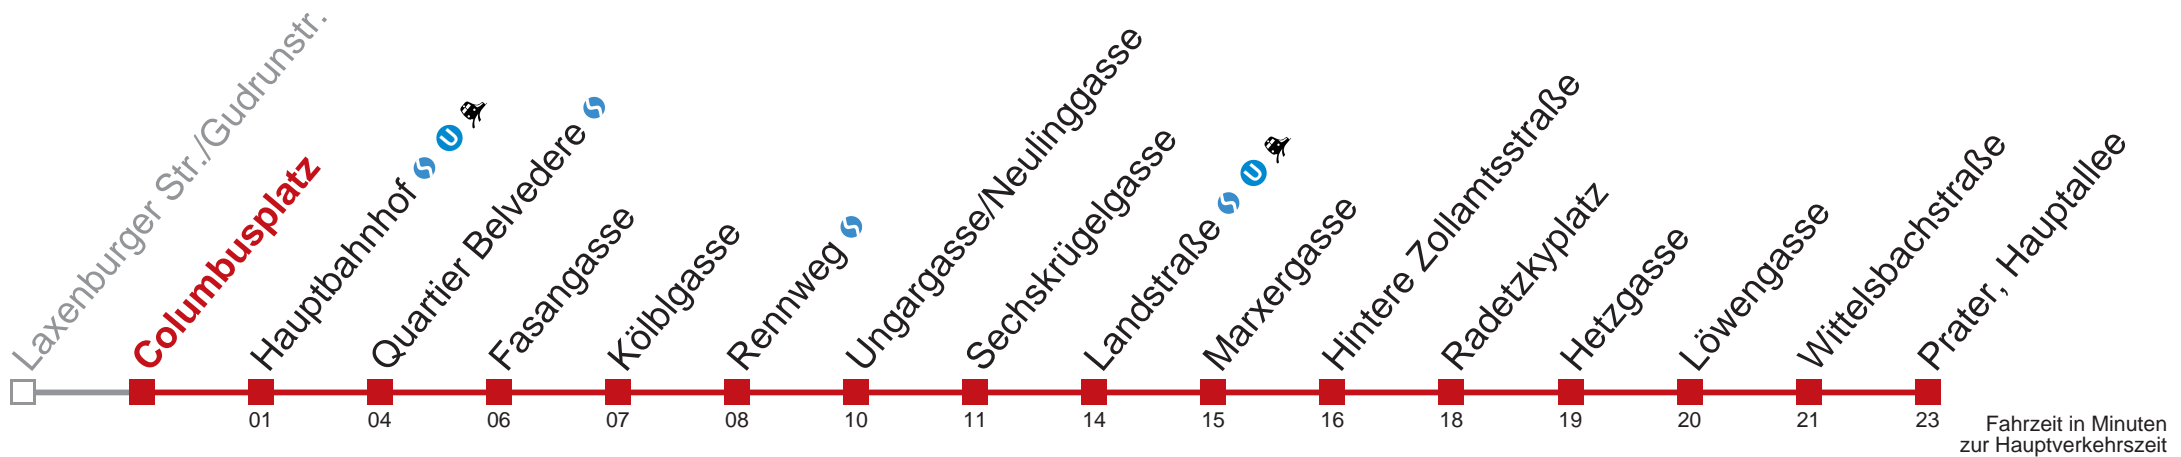 Laxenburger Str./Gudrunstr.
Columbusplatz
Hauptbahnhof U
Quartier Belvedere
Fasangasse
Kölblgasse
Rennweg
Ungargasse/Neulinggasse
Sechskrügelgasse
Landstraße U
Marxergasse
Hintere Zollamtsstraße
Radetzkyplatz
Hetzgasse
Löwengasse
Wittelsbachstraße
Prater, Hauptallee
01 04 06 07 08 10 11 14 15 16 18 19 20 21 23
Fahrzeit in Minuten
zur Hauptverkehrszeit